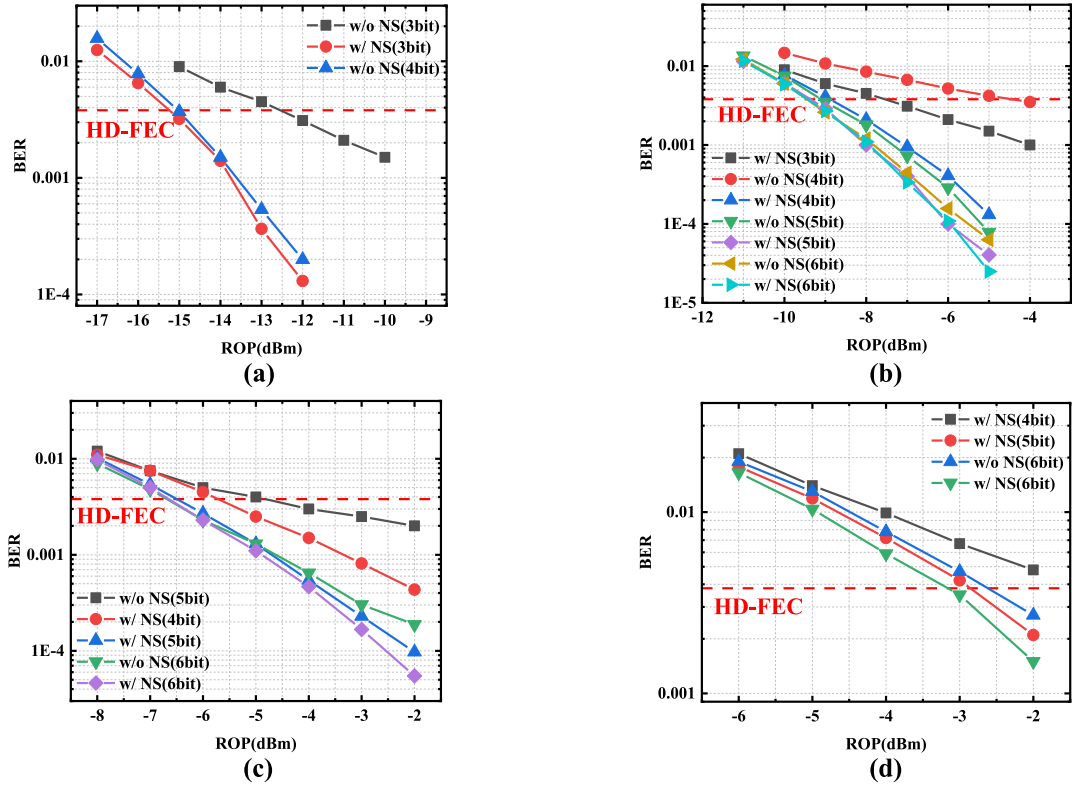 w/o NS(3bit)
w/ NS(3bit)
w/o NS(4bit)
0.01
0.001
1E-4
BER
HD-FEC
-17 -16 -15 -14 -13 -12 -11 -10 -9
ROP(dBm)
(a)
0.01
0.001
1E-4
1E-5
BER
HD-FEC
w/ NS(3bit)
w/o NS(4bit)
w/ NS(4bit)
w/o NS(5bit)
w/ NS(5bit)
w/o NS(6bit)
w/ NS(6bit)
-12 -10 -8 -6 -4
ROP(dBm)
(b)
0.01
0.001
1E-4
BER
HD-FEC
w/o NS(5bit)
w/ NS(4bit)
w/ NS(5bit)
w/o NS(6bit)
w/ NS(6bit)
-8 -7 -6 -5 -4 -3 -2
ROP(dBm)
(c)
w/ NS(4bit)
w/ NS(5bit)
w/o NS(6bit)
w/ NS(6bit)
0.01
0.001
BER
HD-FEC
-6 -5 -4 -3 -2
ROP(dBm)
(d)